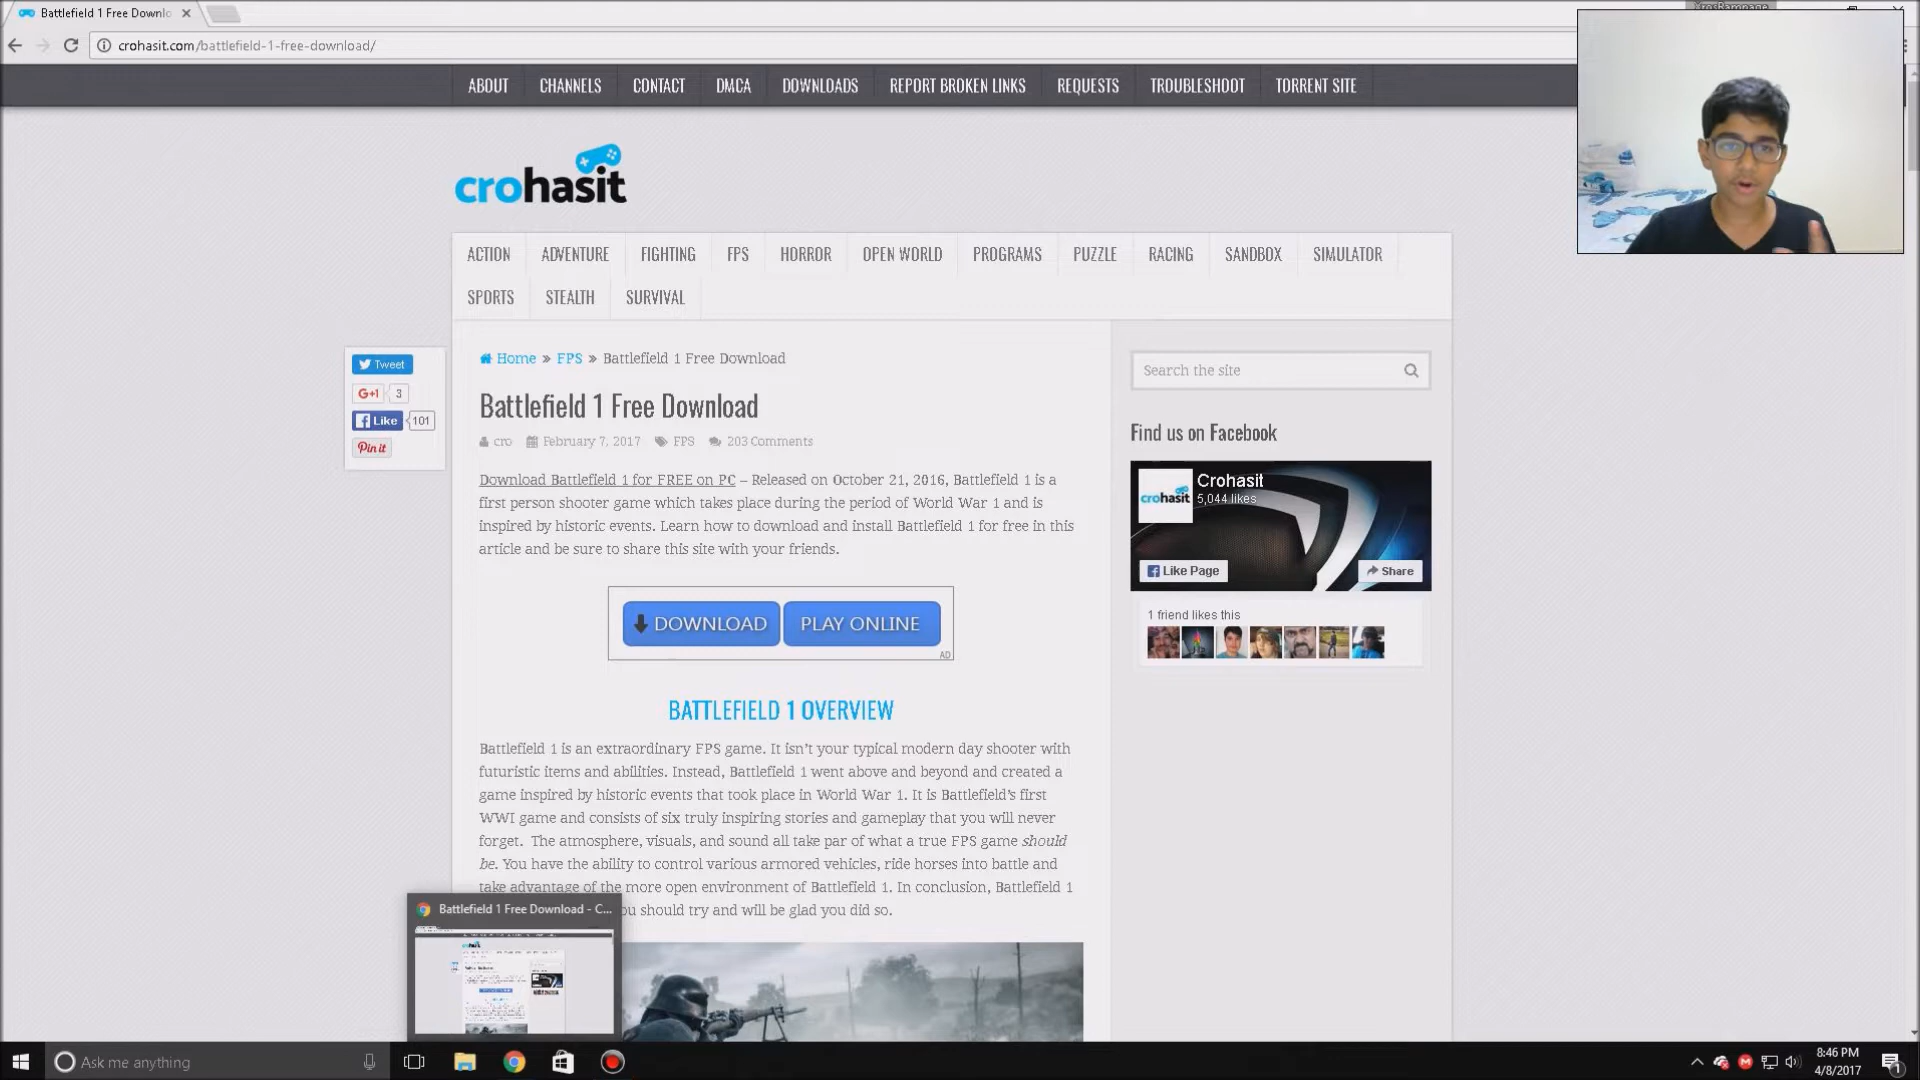 Battlefield 1 Free Downlo
XrosRampage
crohasit.com/battlefield-1-free-download/
ABOUT CHANNELS CONTACT DMCA DOWNLOADS REPORT BROKEN LINKS REQUESTS TROUBLESHOOT TORRENT SITE
crohasit
ACTION ADVENTURE FIGHTING FPS HORROR OPEN WORLD PROGRAMS PUZZLE RACING SANDBOX SIMULATOR
SPORTS STEALTH SURVIVAL
Tweet
G+1 3
Like 101
Pin it
Home » FPS » Battlefield 1 Free Download
Battlefield 1 Free Download
cro February 7, 2017 FPS 203 Comments
Download Battlefield 1 for FREE on PC – Released on October 21, 2016, Battlefield 1 is a
first person shooter game which takes place during the period of World War 1 and is
inspired by historic events. Learn how to download and install Battlefield 1 for free in this
article and be sure to share this site with your friends.
DOWNLOAD PLAY ONLINE
AD
BATTLEFIELD 1 OVERVIEW
Battlefield 1 is an extraordinary FPS game. It isn't your typical modern day shooter with
futuristic items and abilities. Instead, Battlefield 1 went above and beyond and created a
game inspired by historic events that took place in World War 1. It is Battlefield's first
WWI game and consists of six truly inspiring stories and gameplay that you will never
forget. The atmosphere, visuals, and sound all take par of what a true FPS game should
be. You have the ability to control various armored vehicles, ride horses into battle and
take advantage of the more open environment of Battlefield 1. In conclusion, Battlefield 1
should try and will be glad you did so.
Search the site
Find us on Facebook
Crohasit
5,044 likes
crohasit
Like Page Share
1 friend likes this
Battlefield 1 Free Download - C...
Ask me anything
8:46 PM
4/8/2017
1